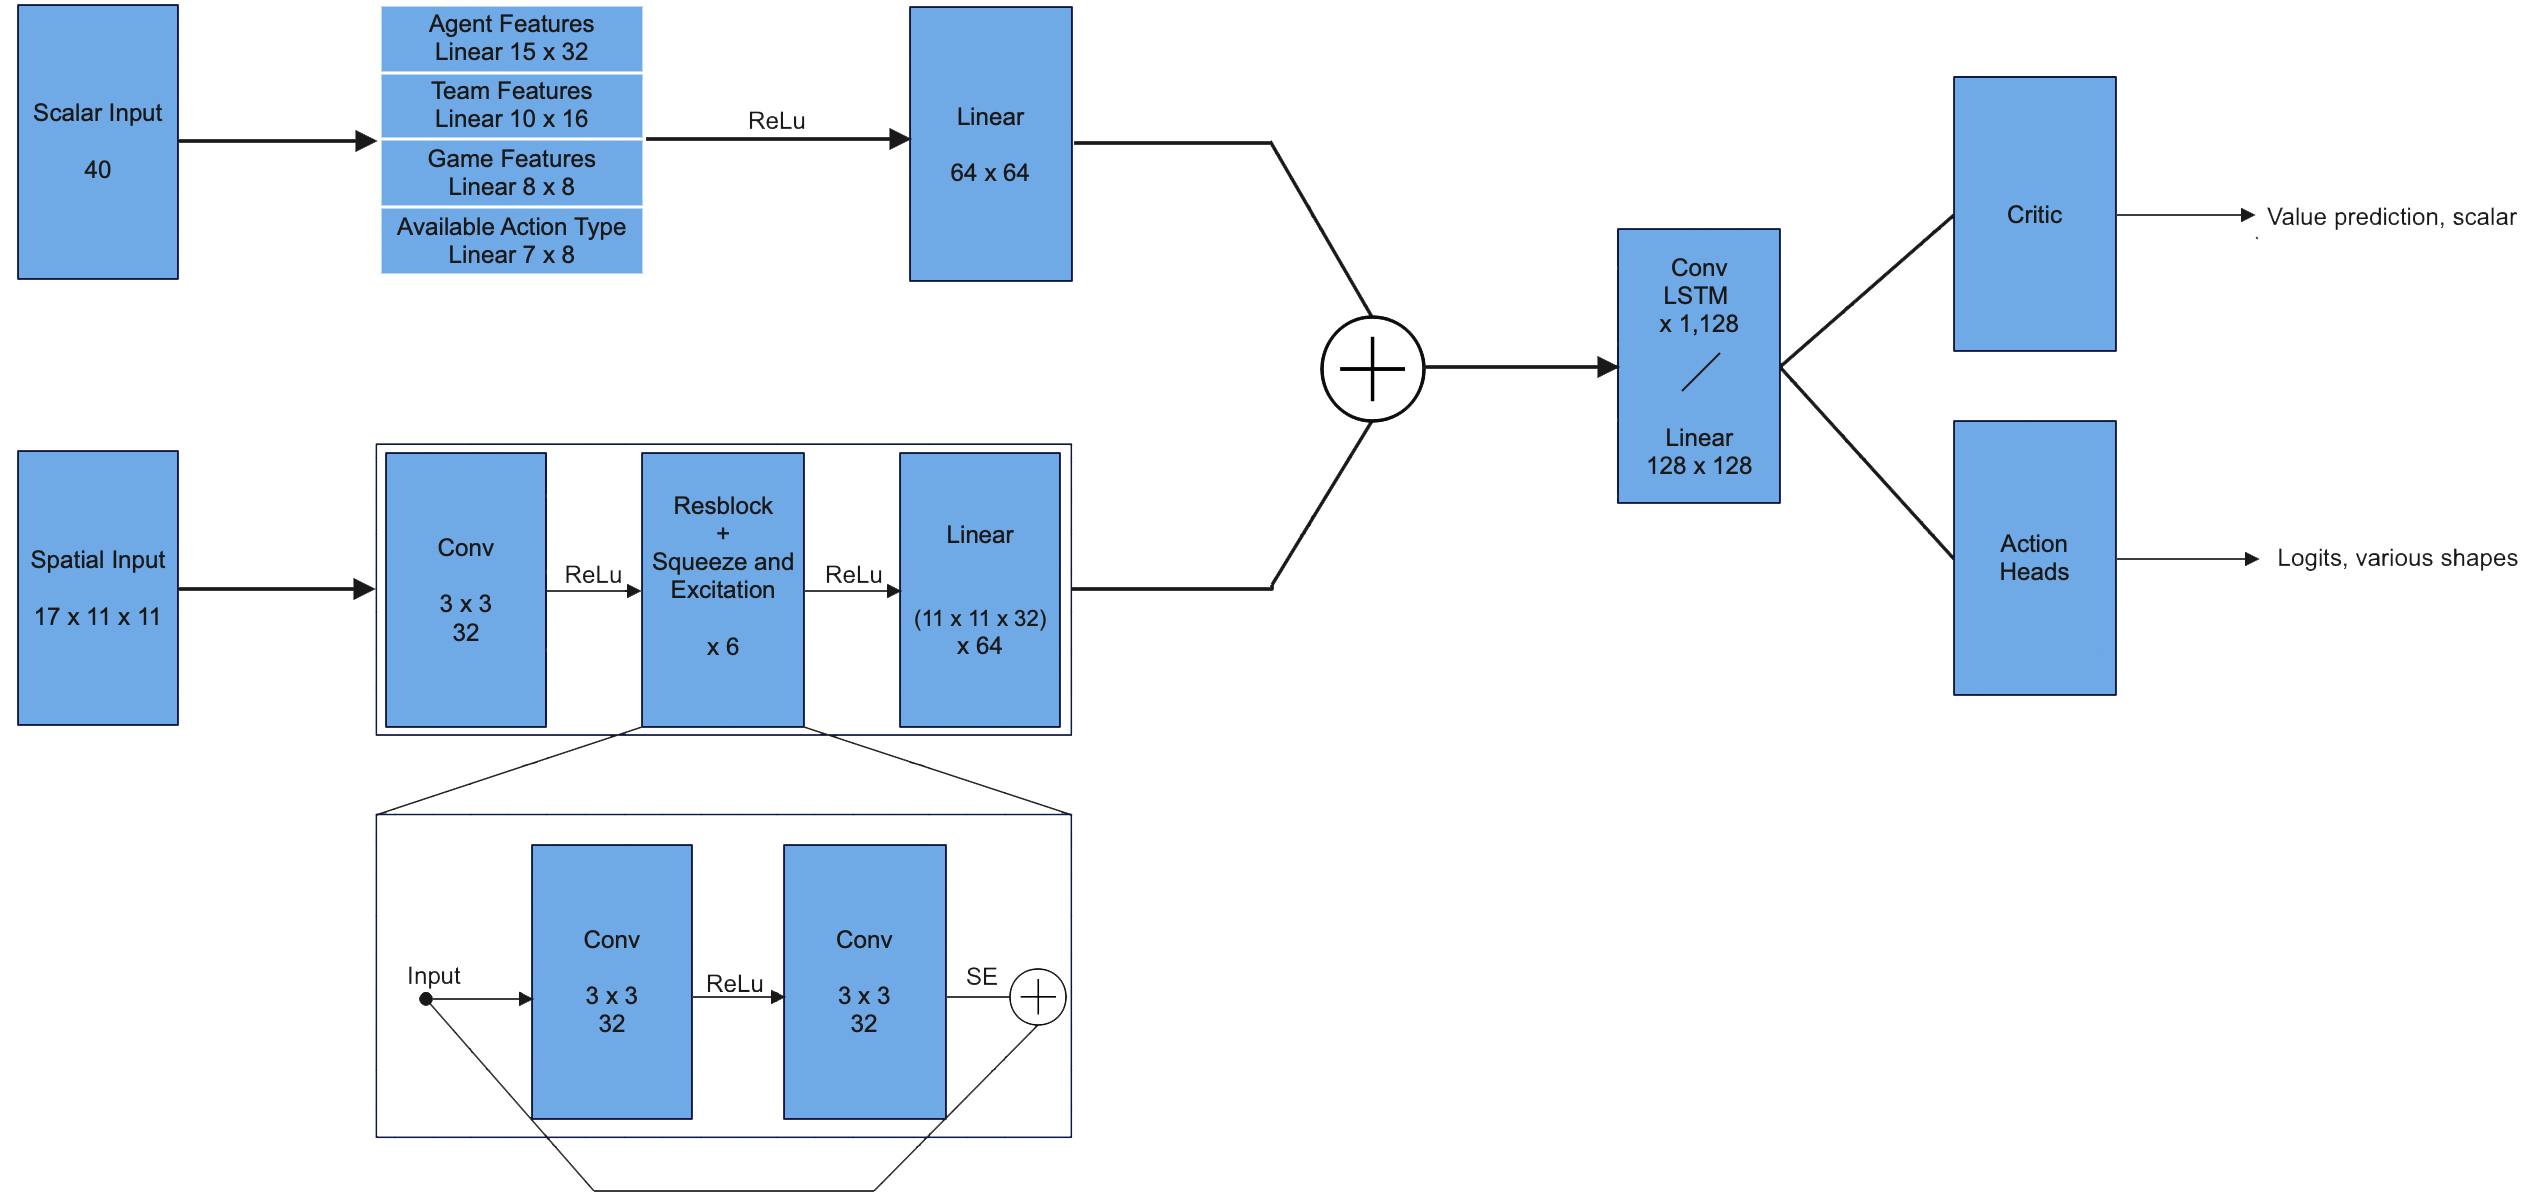 Scalar Input
40
Agent Features
Linear 15 x 32
Team Features
Linear 10 x 16
Game Features
Linear 8 x 8
Available Action Type
Linear 7 x 8
ReLu
Linear
64 x 64
Spatial Input
17 x 11 x 11
Conv
3 x 3
32
ReLu
Resblock
+
Squeeze and
Excitation
x 6
ReLu
Linear
(11 x 11 x 32)
x 64
Input
Conv
3 x 3
32
ReLu
Conv
3 x 3
32
SE
Conv
LSTM
x 1,128
Linear
128 x 128
Critic
Value prediction, scalar
Action
Heads
Logits, various shapes